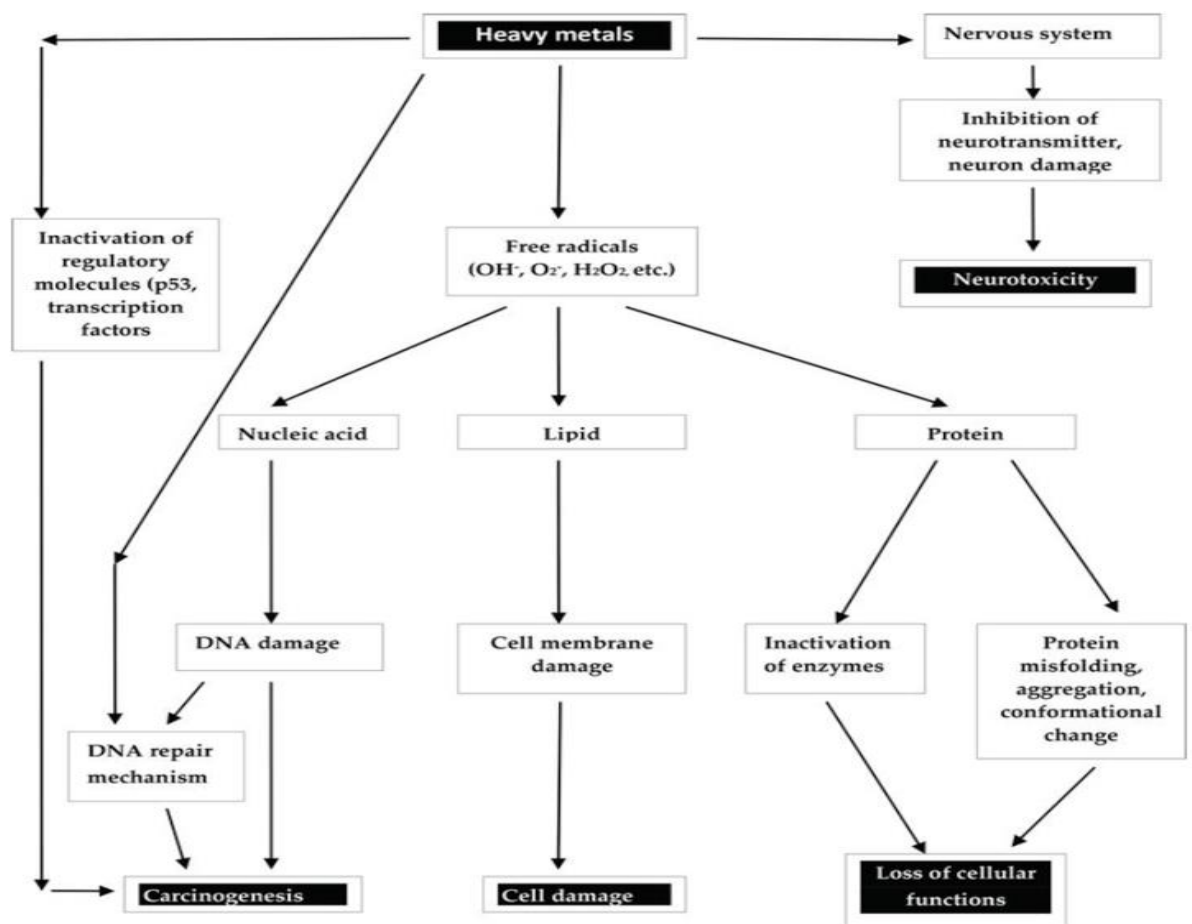 Heavy metals
Nervous system
Inhibition of
neurotransmitter,
neuron damage
Neurotoxicity
Inactivation of
regulatory
molecules (p53,
transcription
factors
Free radicals
(OH⁻, O₂⁻, H₂O₂, etc.)
Nucleic acid
Lipid
Protein
DNA damage
Cell membrane
damage
Inactivation
of enzymes
Protein
misfolding,
aggregation,
conformational
change
DNA repair
mechanism
Carcinogenesis
Cell damage
Loss of cellular
functions